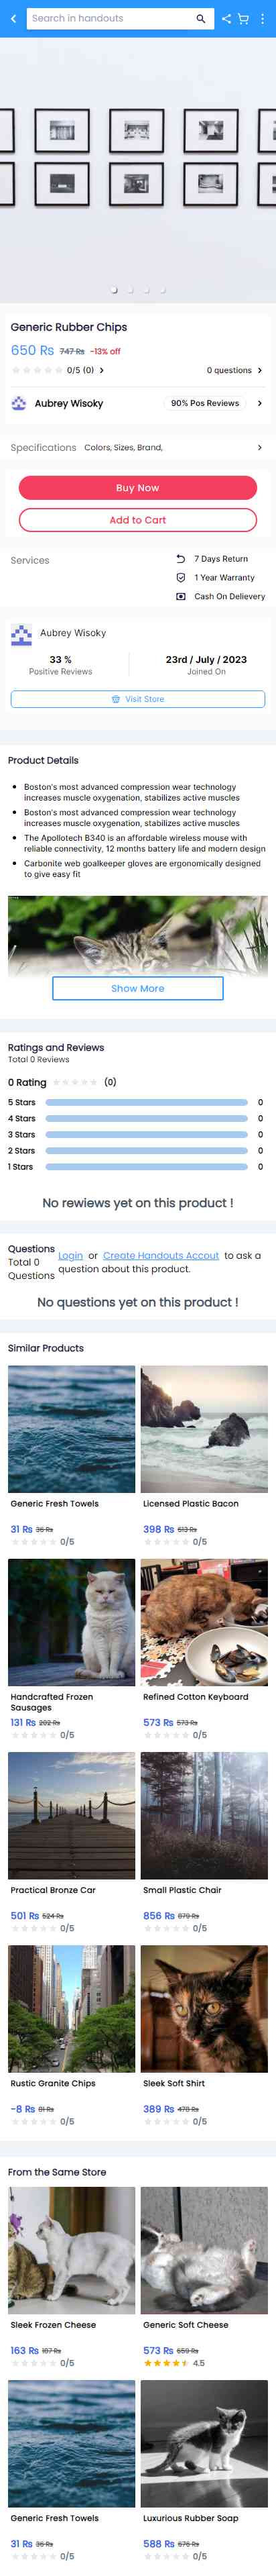 Search in handouts
Generic Rubber Chips
650 Rs 747 Rs -13% off
0/5 (0) 0 questions
Aubrey Wisoky 90% Pos Reviews
Specifications Colors, Sizes, Brand,
Buy Now
Add to Cart
Services 7 Days Return
1 Year Warranty
Cash On Delievery
Aubrey Wisoky
33 % 23rd / July / 2023
Positive Reviews Joined On
Visit Store
Product Details
Boston's most advanced compression wear technology
increases muscle oxygenation, stabilizes active muscles
Boston's most advanced compression wear technology
increases muscle oxygenation, stabilizes active muscles
The Apollotech B340 is an affordable wireless mouse with
reliable connectivity, 12 months battery life and modern design
Carbonite web goalkeeper gloves are ergonomically designed
to give easy fit
Show More
Ratings and Reviews
Total 0 Reviews
0 Rating (0)
5 Stars 0
4 Stars 0
3 Stars 0
2 Stars 0
1 Stars 0
No rewiews yet on this product !
Questions
Total 0
Questions
Login or Create Handouts Accout to ask a
question about this product.
No questions yet on this product !
Similar Products
Generic Fresh Towels
31 Rs 36 Rs
0/5
Licensed Plastic Bacon
398 Rs 613 Rs
0/5
Handcrafted Frozen
Sausages
131 Rs 202 Rs
0/5
Refined Cotton Keyboard
573 Rs 673 Rs
0/5
Practical Bronze Car
501 Rs 524 Rs
0/5
Small Plastic Chair
856 Rs 879 Rs
0/5
Rustic Granite Chips
-8 Rs 81 Rs
0/5
Sleek Soft Shirt
389 Rs 478 Rs
0/5
From the Same Store
Sleek Frozen Cheese
163 Rs 187 Rs
0/5
Generic Soft Cheese
573 Rs 659 Rs
4.5
Generic Fresh Towels
31 Rs 36 Rs
0/5
Luxurious Rubber Soap
588 Rs 676 Rs
0/5